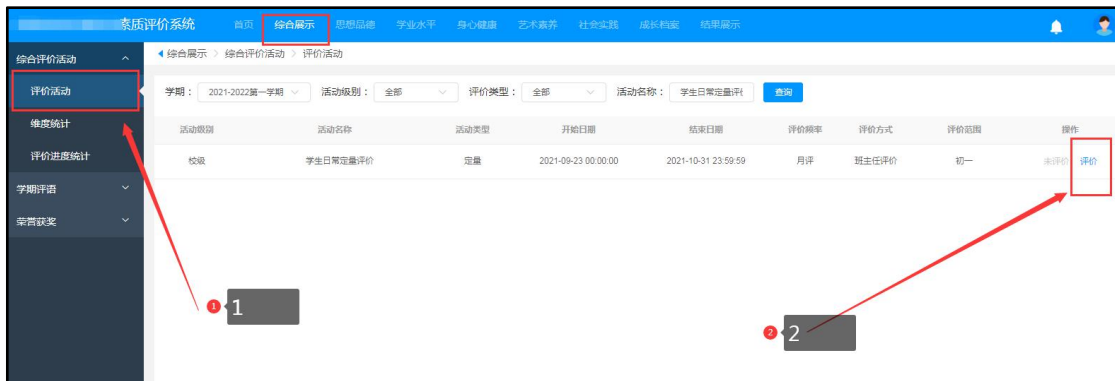 素质评价系统 首页 综合展示 思想品德 学业水平 身心健康 艺术素养 社会实践 成长档案 结果展示
综合评价活动
综合展示 > 综合评价活动 > 评价活动
评价活动
学期： 2021-2022第一学期 活动级别： 全部 评价类型： 全部 活动名称： 学生日常定量评 查询
维度统计
活动级别 活动名称 活动类型 开始日期 结束日期 评价频率 评价方式 评价范围 操作
评价进度统计
校级 学生日常定量评价 定量 2021-09-23 00:00:00 2021-10-31 23:59:59 月评 班主任评价 初一 未评价 评价
学期评语
荣誉获奖
1 1
2 2